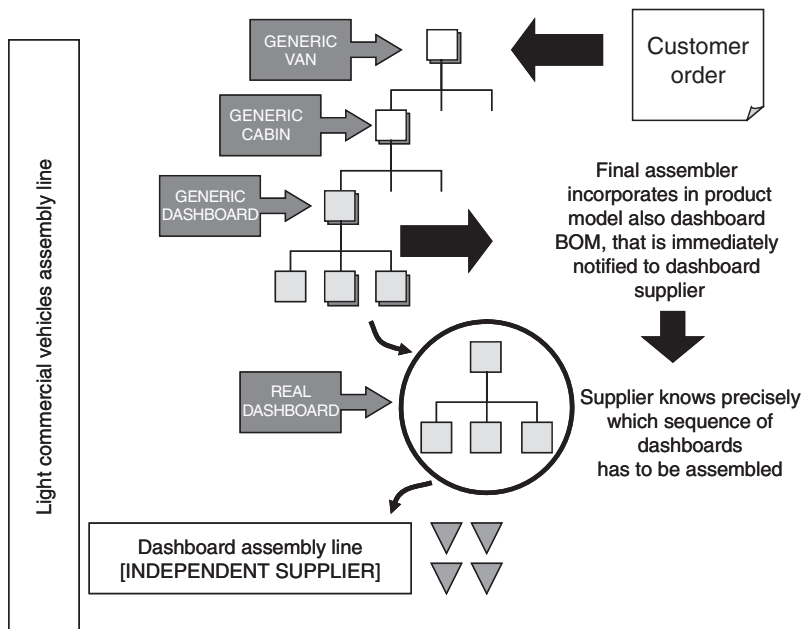 GENERIC
VAN
Customer
order
GENERIC
CABIN
Light commercial vehicles assembly line
GENERIC
DASHBOARD
Final assembler
incorporates in product
model also dashboard
BOM, that is immediately
notified to dashboard
supplier
REAL
DASHBOARD
Supplier knows precisely
which sequence of
dashboards
has to be assembled
Dashboard assembly line
[INDEPENDENT SUPPLIER]